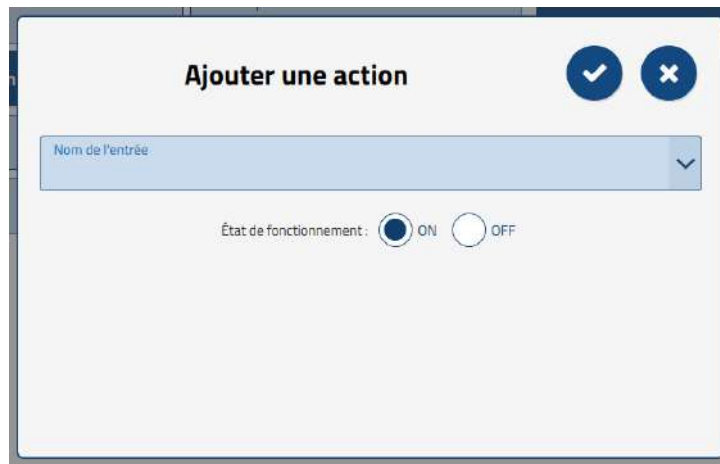 Ajouter une action
Nom de l'entrée
État de fonctionnement : ON OFF